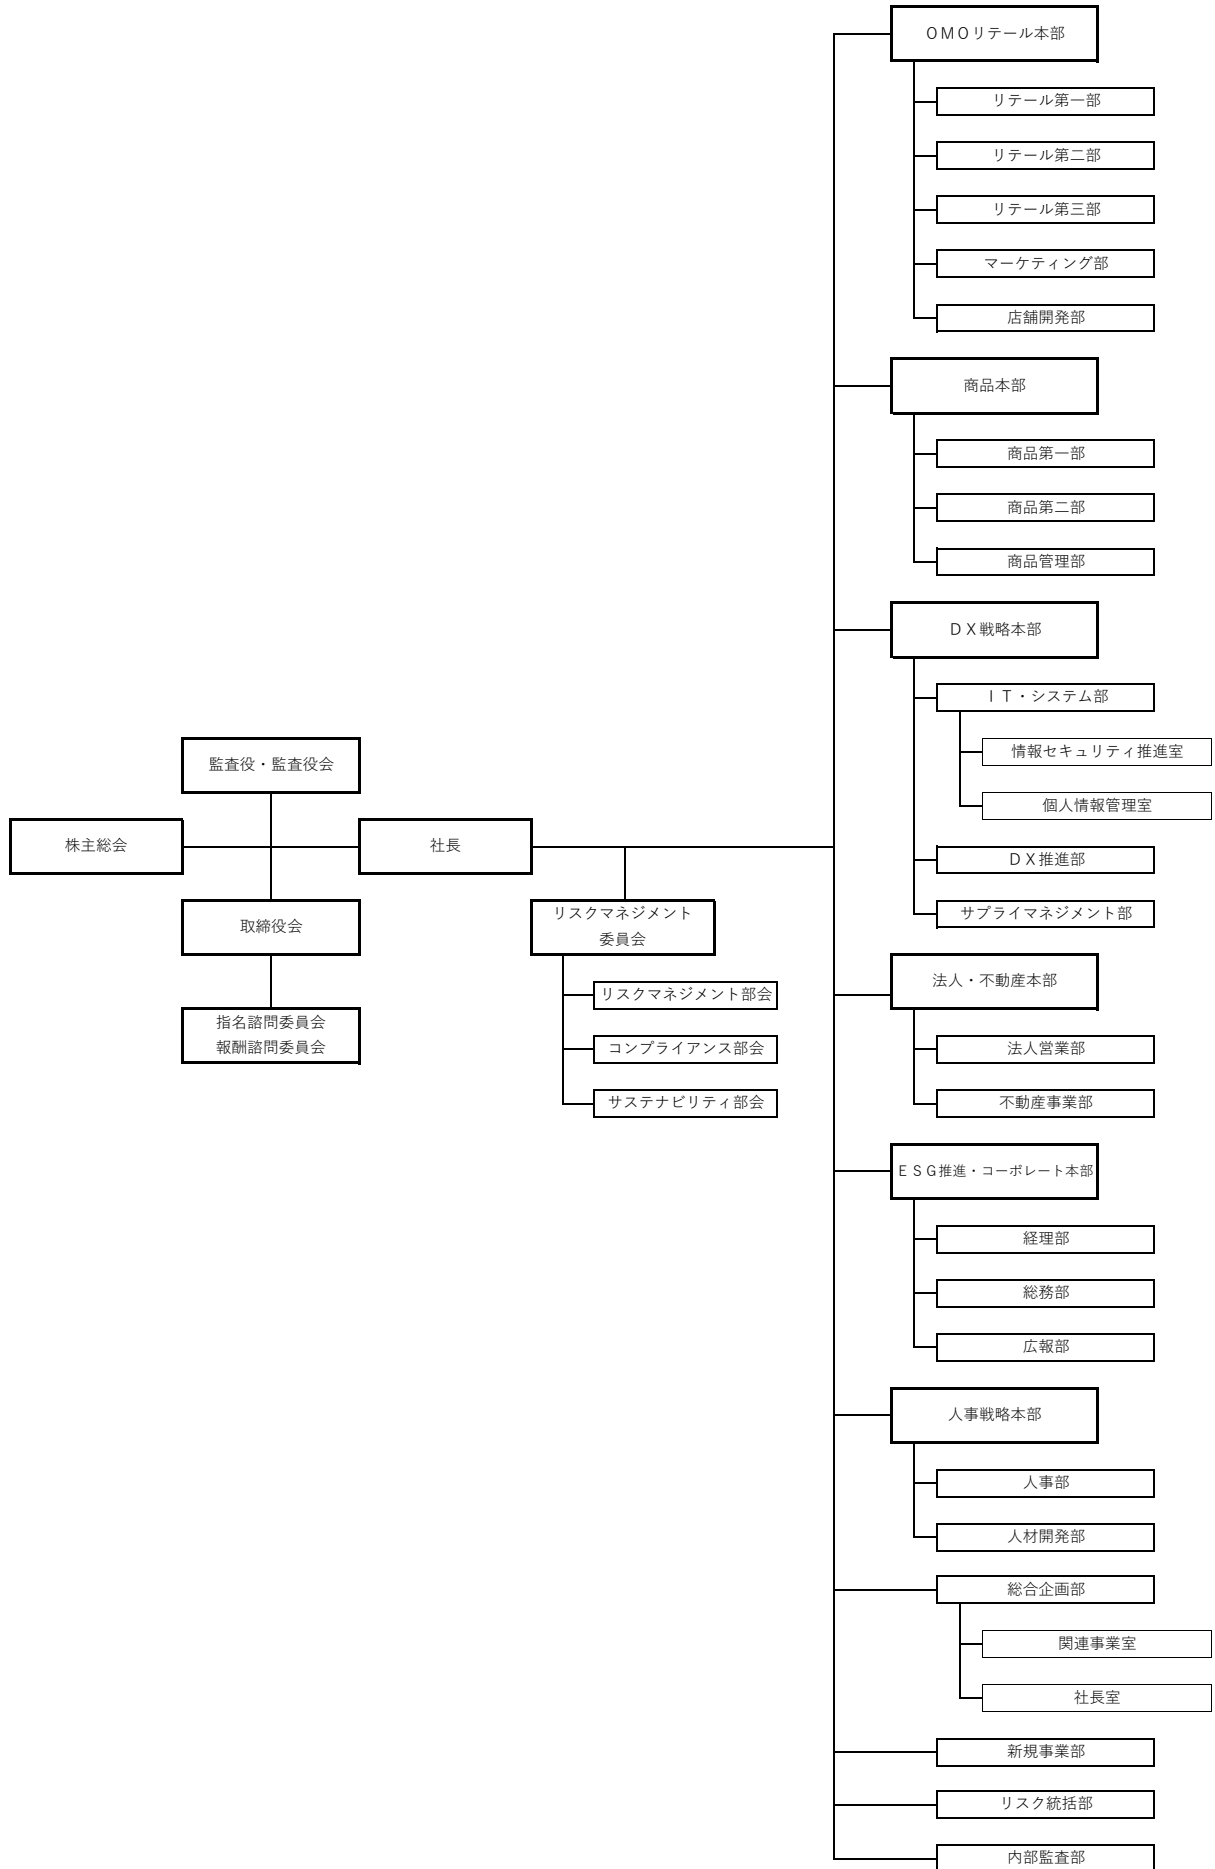 株主総会
監査役・監査役会
取締役会
指名諮問委員会
報酬諮問委員会
社長
リスクマネジメント
委員会
リスクマネジメント部会
コンプライアンス部会
サステナビリティ部会
ＯＭＯリテール本部
リテール第一部
リテール第二部
リテール第三部
マーケティング部
店舗開発部
商品本部
商品第一部
商品第二部
商品管理部
ＤＸ戦略本部
ＩＴ・システム部
情報セキュリティ推進室
個人情報管理室
ＤＸ推進部
サプライマネジメント部
法人・不動産本部
法人営業部
不動産事業部
ＥＳＧ推進・コーポレート本部
経理部
総務部
広報部
人事戦略本部
人事部
人材開発部
総合企画部
関連事業室
社長室
新規事業部
リスク統括部
内部監査部